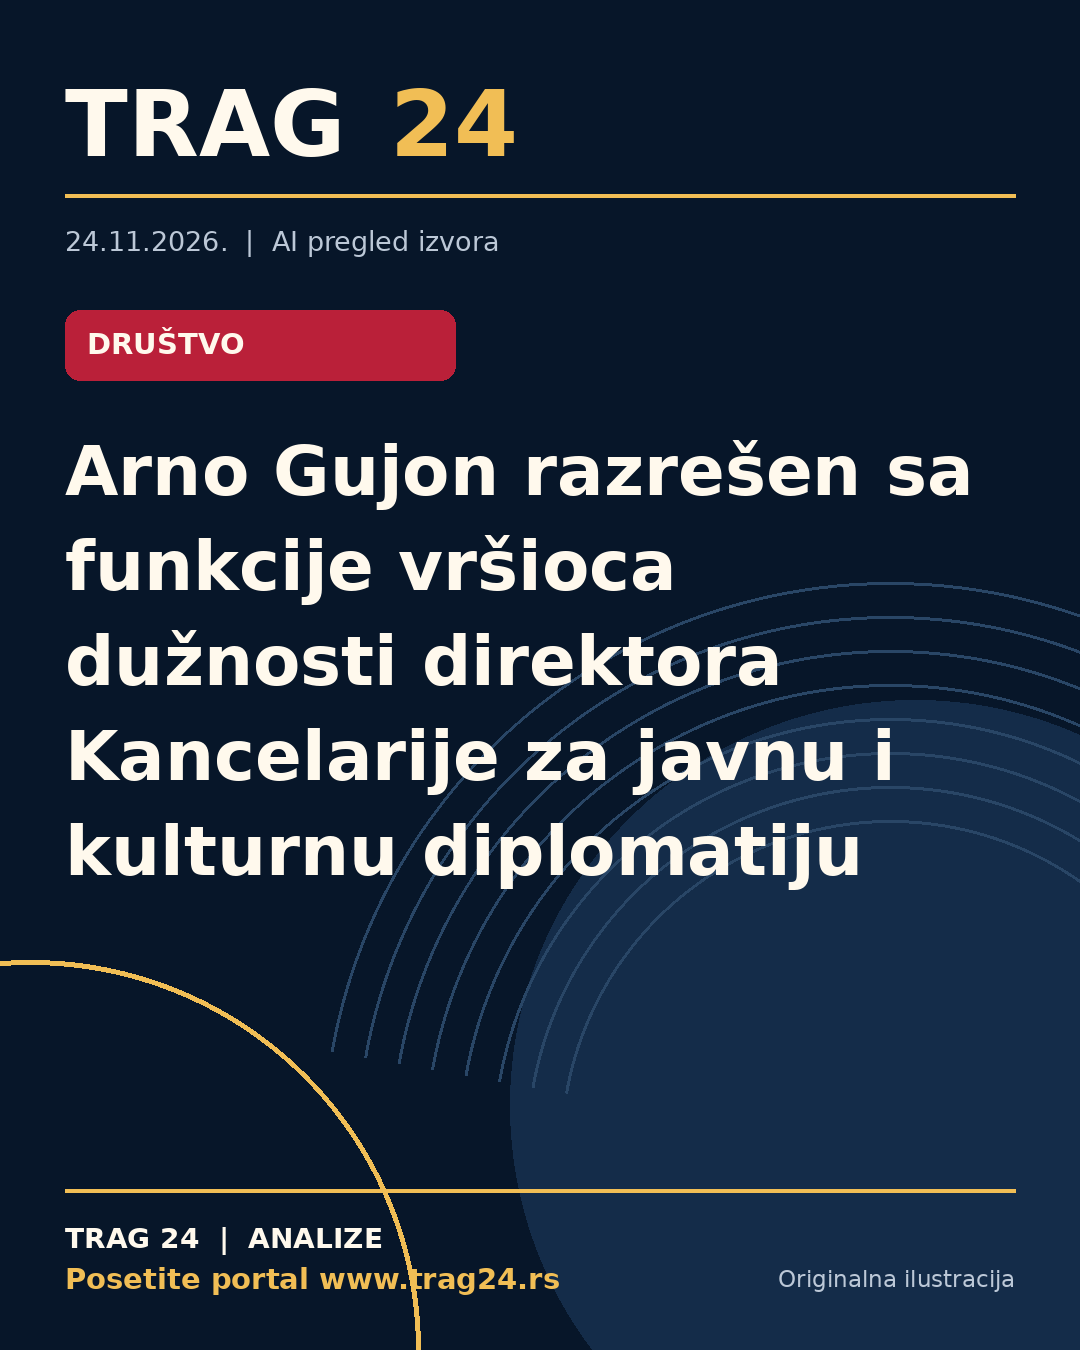 TRAG 24
24.11.2026. | AI pregled izvora
DRUŠTVO
Arno Gujon razrešen sa
funkcije vršioca
dužnosti direktora
Kancelarije za javnu i
kulturnu diplomatiju
TRAG 24 | ANALIZE
Posetite portal www.trag24.rs
Originalna ilustracija